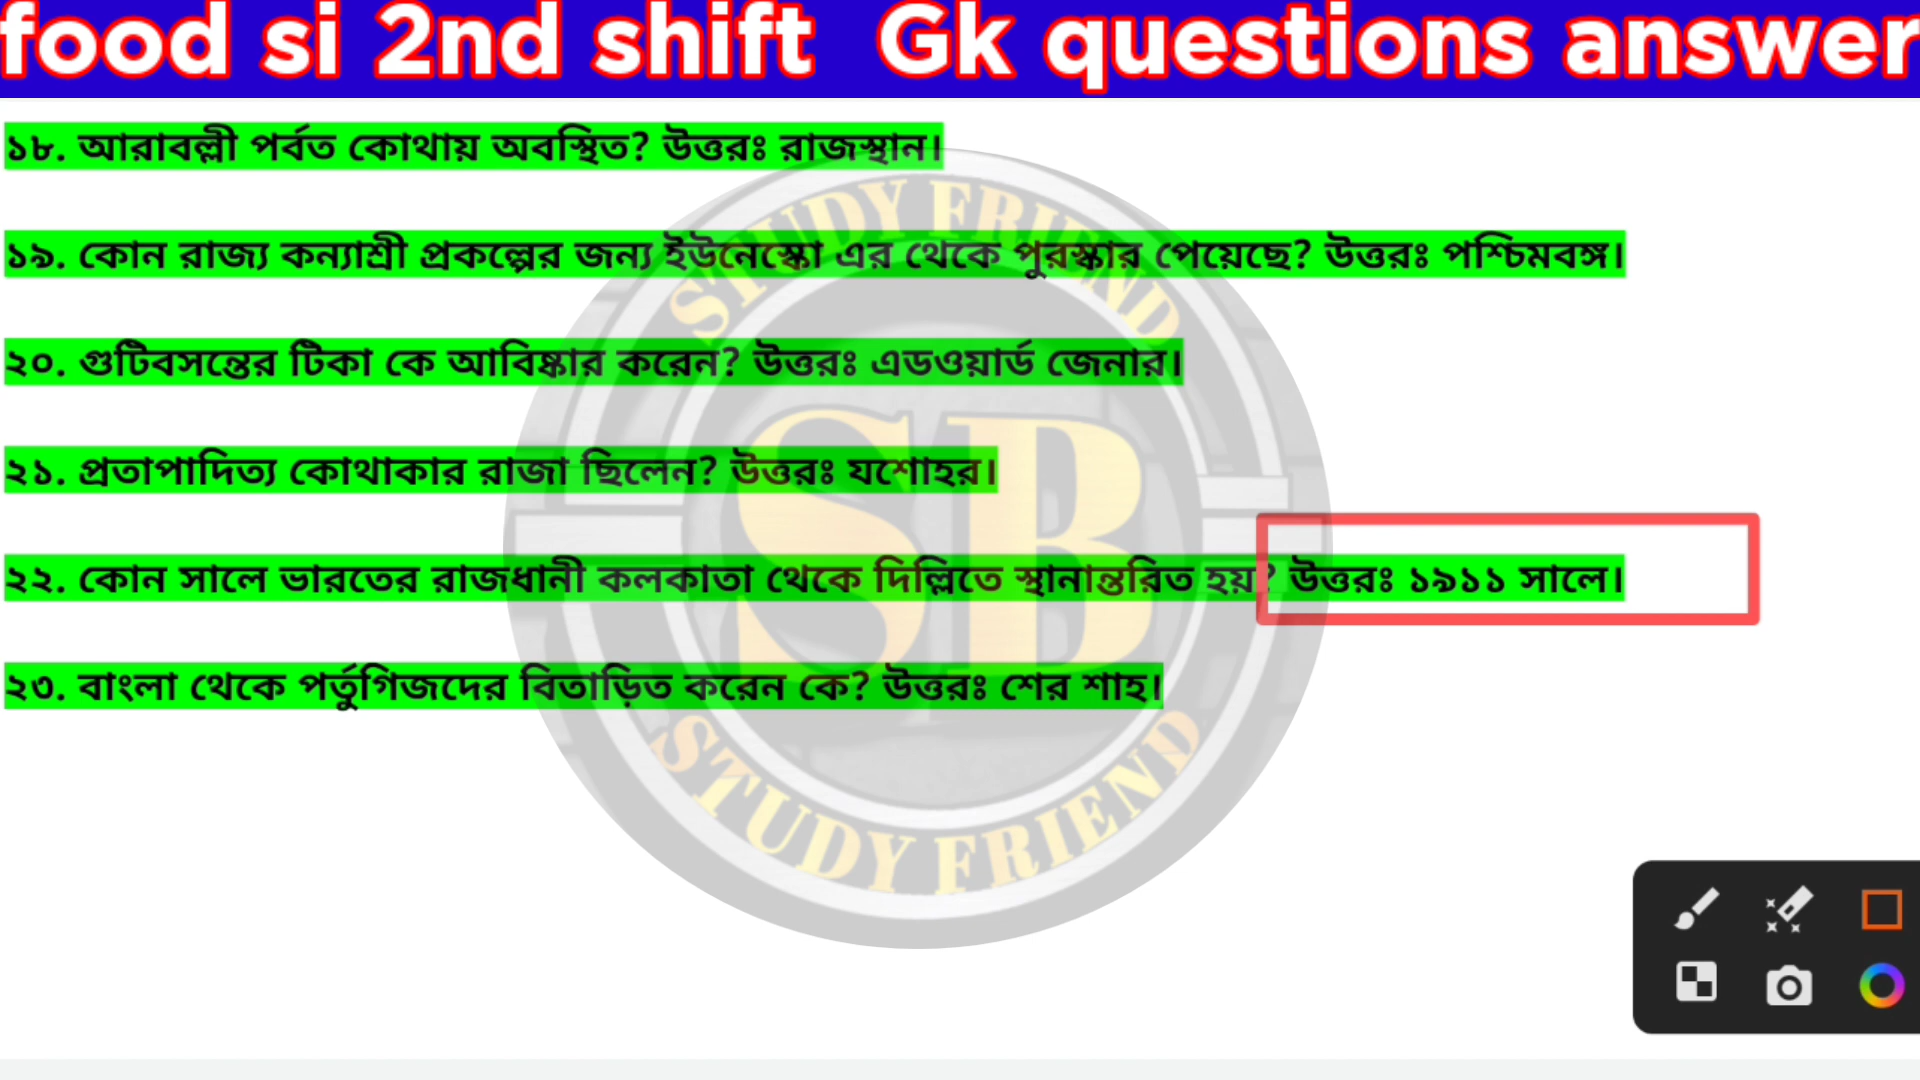 food si 2nd shift Gk questions answer
১৮. আরাবল্লী পর্বত কোথায় অবস্থিত? উত্তরঃ রাজস্থান।
STUDY FRIEND
১৯. কোন রাজ্য কন্যাশ্রী প্রকল্পের জন্য ইউনেস্কো এর থেকে পুরস্কার পেয়েছে? উত্তরঃ পশ্চিমবঙ্গ।
২০. গুটিবসন্তের টিকা কে আবিষ্কার করেন? উত্তরঃ এডওয়ার্ড জেনার।
২১. প্রতাপাদিত্য কোথাকার রাজা ছিলেন? উত্তরঃ যশোহর।
SB
২২. কোন সালে ভারতের রাজধানী কলকাতা থেকে দিল্লিতে স্থানান্তরিত হয়? উত্তরঃ ১৯১১ সালে।
২৩. বাংলা থেকে পর্তুগিজদের বিতাড়িত করেন কে? উত্তরঃ শের শাহ।
STUDY FRIEND